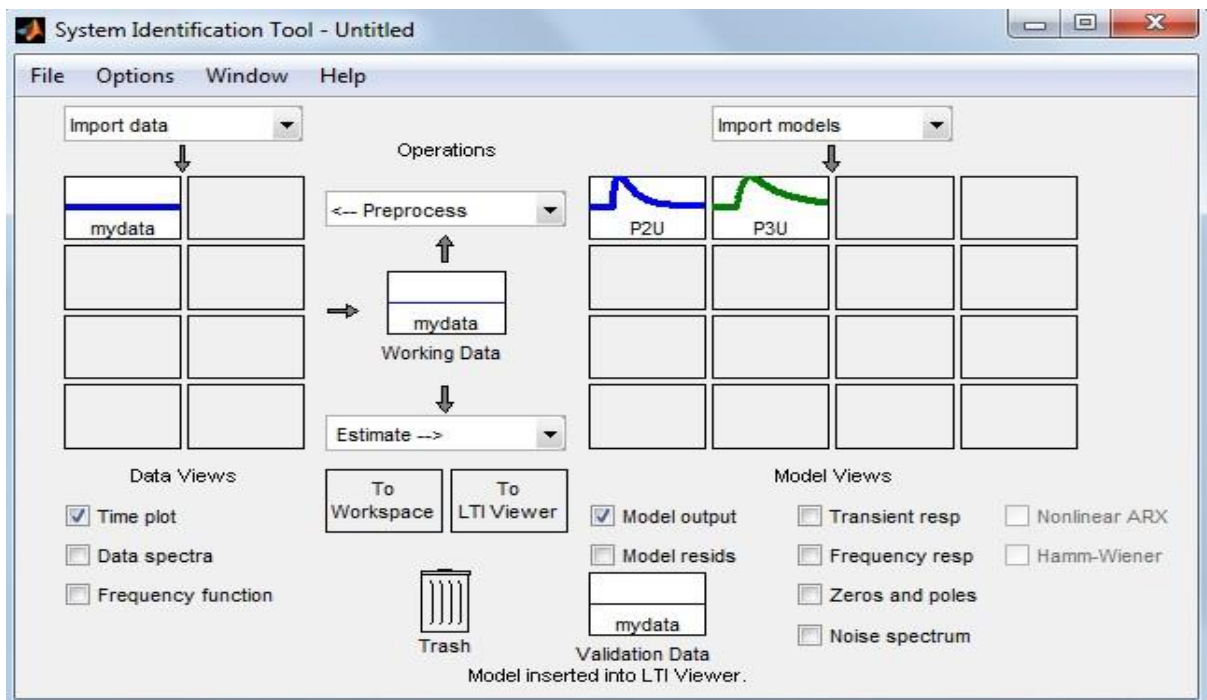 System Identification Tool - Untitled
File Options Window Help
Import data
Import models
Operations
mydata
<-- Preprocess
P2U
P3U
mydata
Working Data
Estimate -->
Data Views
To Workspace
To LTI Viewer
Model Views
Time plot
Data spectra
Frequency function
Model output
Model resids
Transient resp
Frequency resp
Zeros and poles
Noise spectrum
Nonlinear ARX
Hamm-Wiener
Trash
mydata
Validation Data
Model inserted into LTI Viewer.